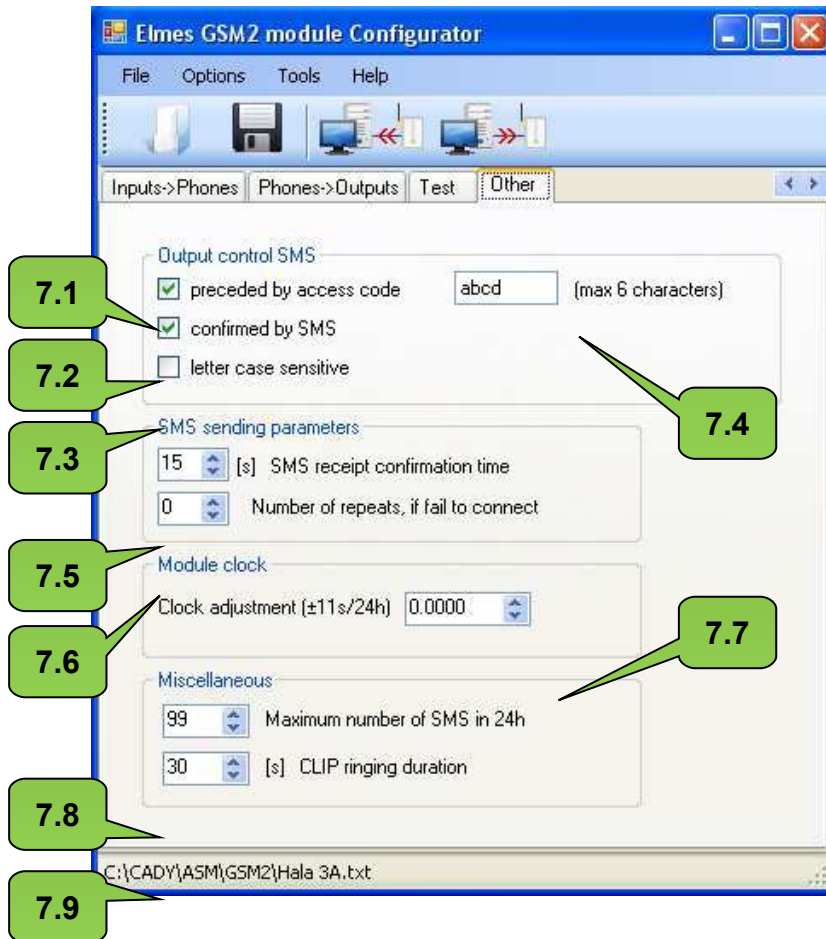 Elmes GSM2 module Configurator
File Options Tools Help
Inputs->Phones Phones->Outputs Test Other
Output control SMS
7.1
preceded by access code abcd (max 6 characters)
confirmed by SMS
7.2
letter case sensitive
7.4
SMS sending parameters
7.3
15 [s] SMS receipt confirmation time
0 Number of repeats, if fail to connect
7.5
Module clock
Clock adjustment (±11s/24h) 0.0000
7.6
7.7
Miscellaneous
99 Maximum number of SMS in 24h
30 [s] CLIP ringing duration
7.8
C:\CADY\ASM\GSM2\Hala 3A.txt
7.9